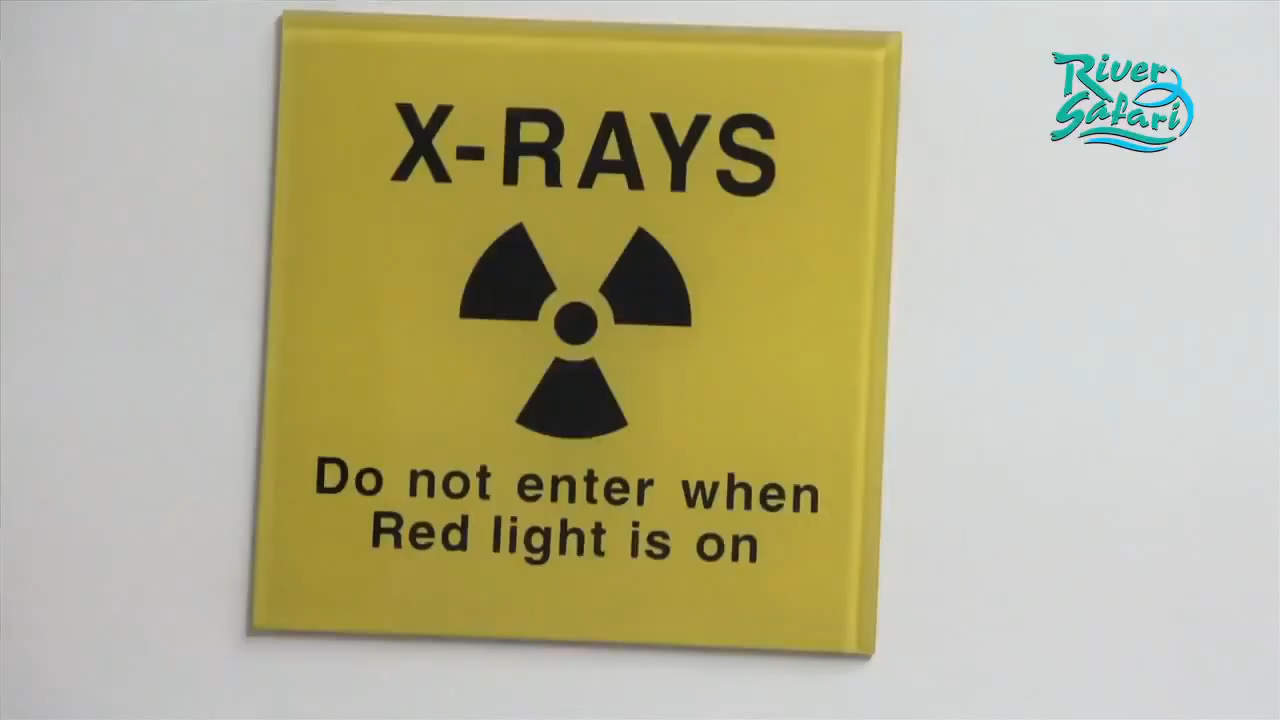 X-RAYS
Do not enter when
Red light is on
River
Safari